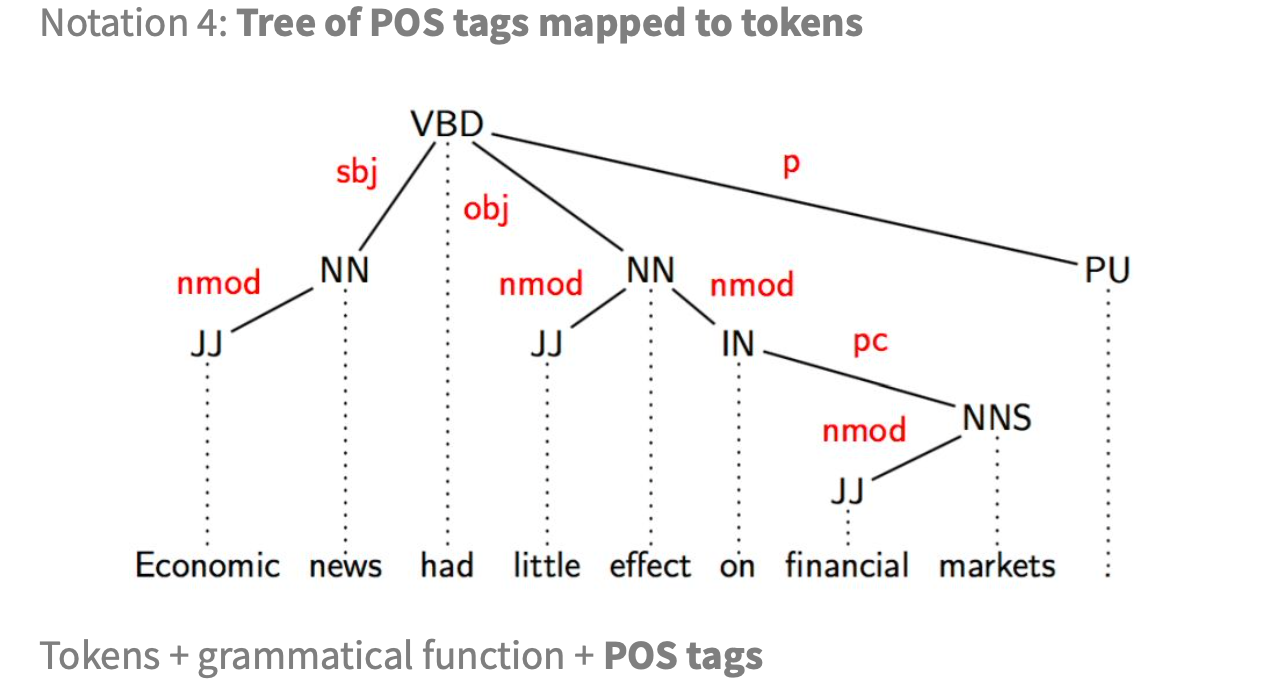 Notation 4: Tree of POS tags mapped to tokens
VBD
p
sbj
obj
NN
NN
PU
nmod
nmod
nmod
JJ
JJ
IN
pc
NNS
nmod
JJ
Economic news had little effect on financial markets .
Tokens + grammatical function + POS tags